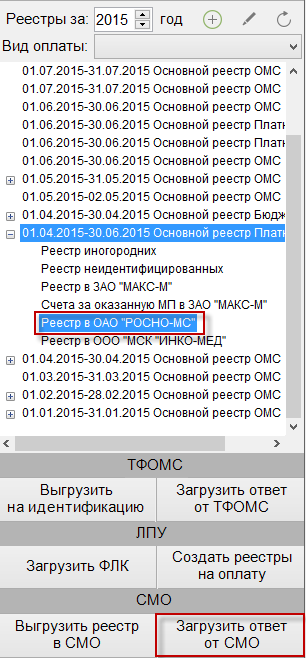 Реестры за: 2015 год
Вид оплаты:
01.07.2015-31.07.2015 Основной реестр ОМС
01.07.2015-31.07.2015 Основной реестр ОМС
01.06.2015-30.06.2015 Основной реестр ОМС
01.06.2015-30.06.2015 Основной реестр Платн
01.06.2015-30.06.2015 Основной реестр Платн
01.06.2015-30.06.2015 Основной реестр ОМС
01.05.2015-31.05.2015 Основной реестр ОМС
01.05.2015-02.05.2015 Основной реестр ОМС
01.04.2015-30.04.2015 Основной реестр Бюдж
01.04.2015-30.06.2015 Основной реестр Платн
Реестр иногородних
Реестр неидентифицированных
Реестр в ЗАО "МАКС-М"
Счета за оказанную МП в ЗАО "МАКС-М"
Реестр в ОАО "РОСНО-МС"
Реестр в ООО "МСК "ИНКО-МЕД"
01.04.2015-30.04.2015 Основной реестр ОМС
01.03.2015-31.03.2015 Основной реестр ОМС
01.02.2015-28.02.2015 Основной реестр ОМС
01.01.2015-31.01.2015 Основной реестр ОМС
ТФОМС
Выгрузить
на идентификацию
Загрузить ответ
от ТФОМС
ЛПУ
Загрузить ФЛК
Создать реестры
на оплату
СМО
Выгрузить реестр
в СМО
Загрузить ответ
от СМО